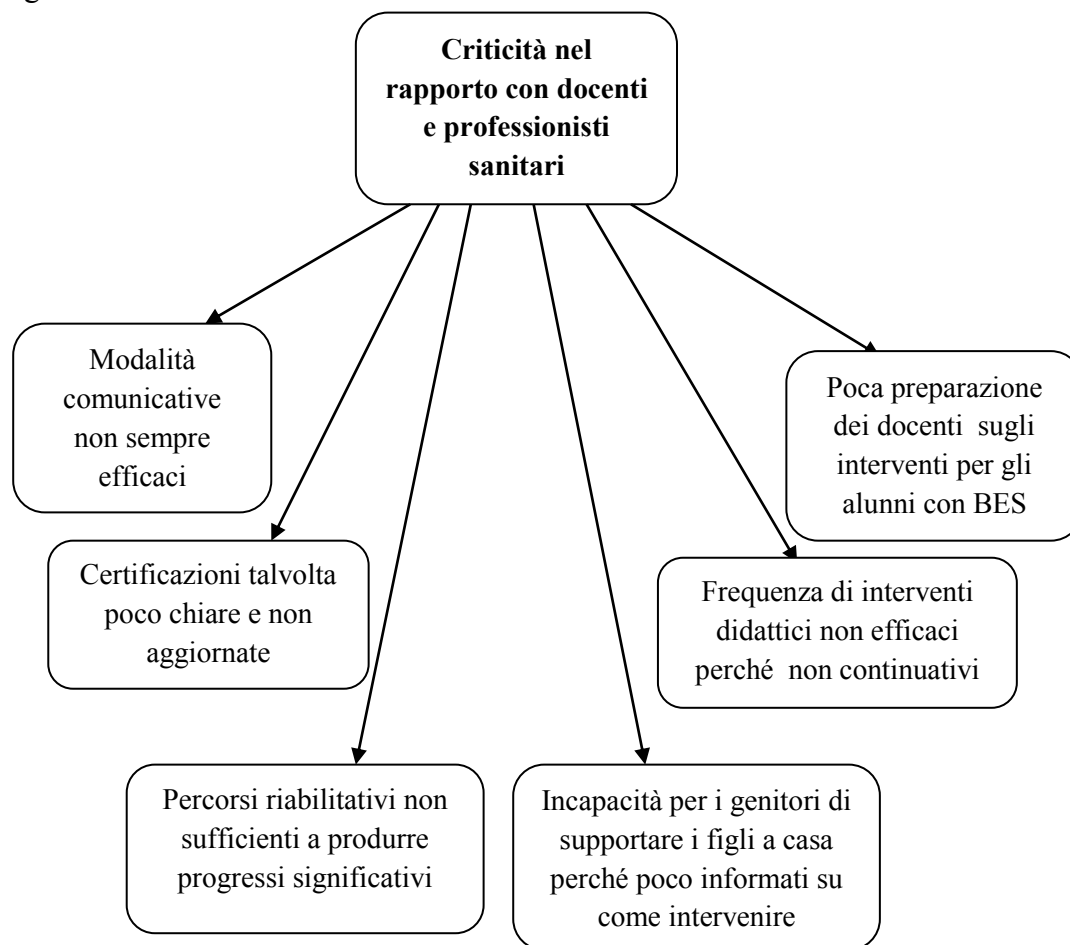 g
Criticità nel
rapporto con docenti
e professionisti
sanitari
Modalità
comunicative
non sempre
efficaci
Poca preparazione
dei docenti  sugli
interventi per gli
alunni con BES
Certificazioni talvolta
poco chiare e non
aggiornate
Frequenza di interventi
didattici non efficaci
perché  non continuativi
Percorsi riabilitativi non
sufficienti a produrre
progressi significativi
Incapacità per i genitori di
supportare i figli a casa
perché poco informati su
come intervenire